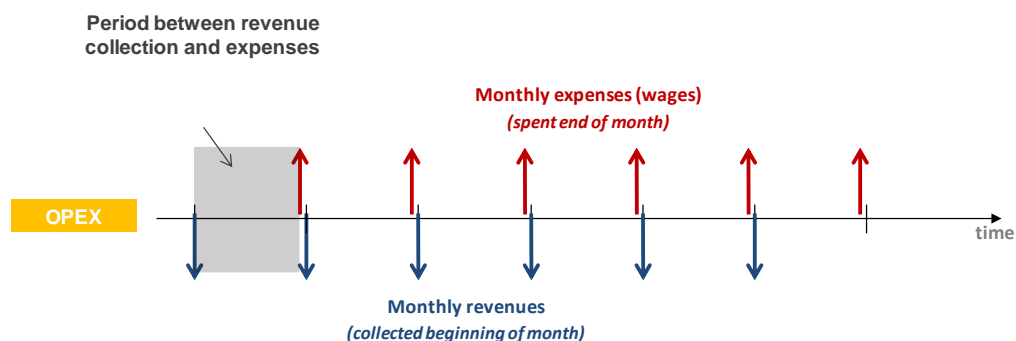 Period between revenue
collection and expenses
Monthly expenses (wages)
(spent end of month)
OPEX
time
Monthly revenues
(collected beginning of month)